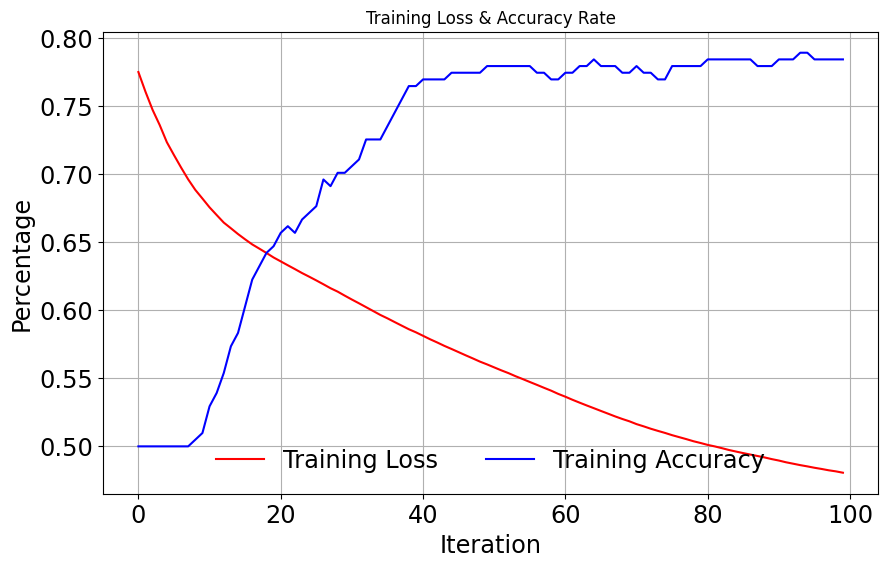 Training Loss & Accuracy Rate
0.80
0.75
0.70
0.65
0.60
0.55
0.50
Percentage
Training Loss Training Accuracy
0 20 40 60 80 100
Iteration